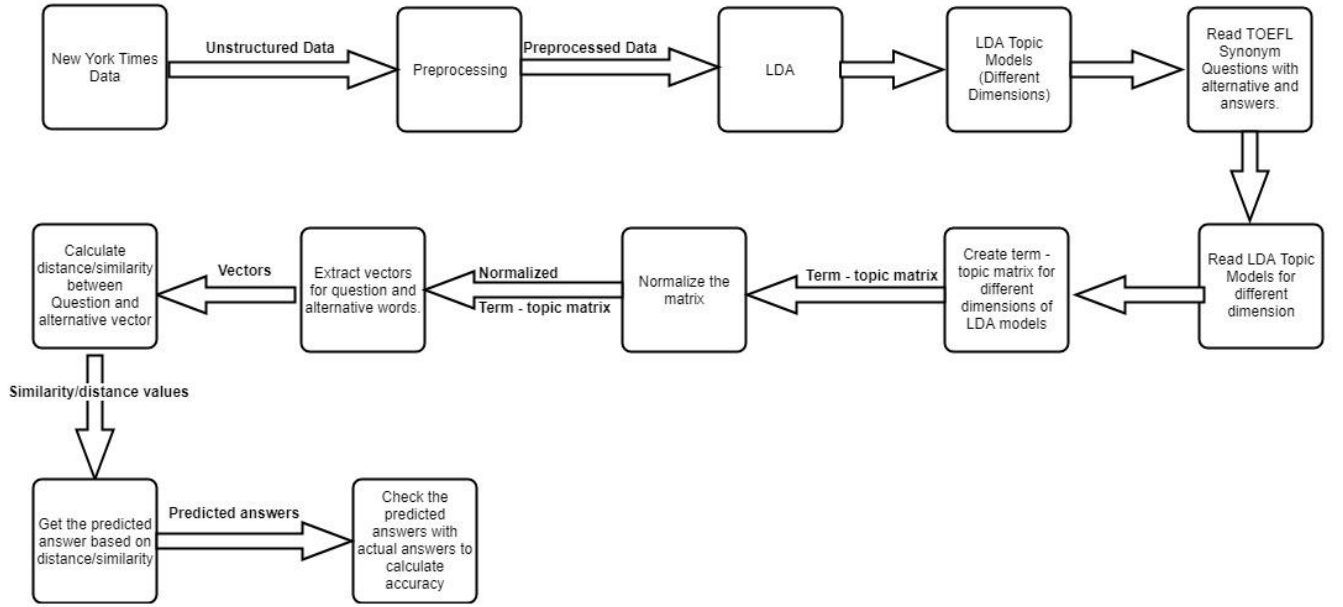 New York Times
Data
Unstructured Data
Preprocessing
Preprocessed Data
LDA
LDA Topic
Models
(Different
Dimensions)
Read TOEFL
Synonym
Questions with
alternative and
answers.
Read LDA Topic
Models for
different
dimension
Create term -
topic matrix for
different
dimensions of
LDA models
Term - topic matrix
Normalize the
matrix
Normalized
Term - topic matrix
Extract vectors
for question and
alternative words.
Vectors
Calculate
distance/similarity
between
Question and
alternative vector
Similarity/distance values
Get the predicted
answer based on
distance/similarity
Predicted answers
Check the
predicted
answers with
actual answers to
calculate
accuracy